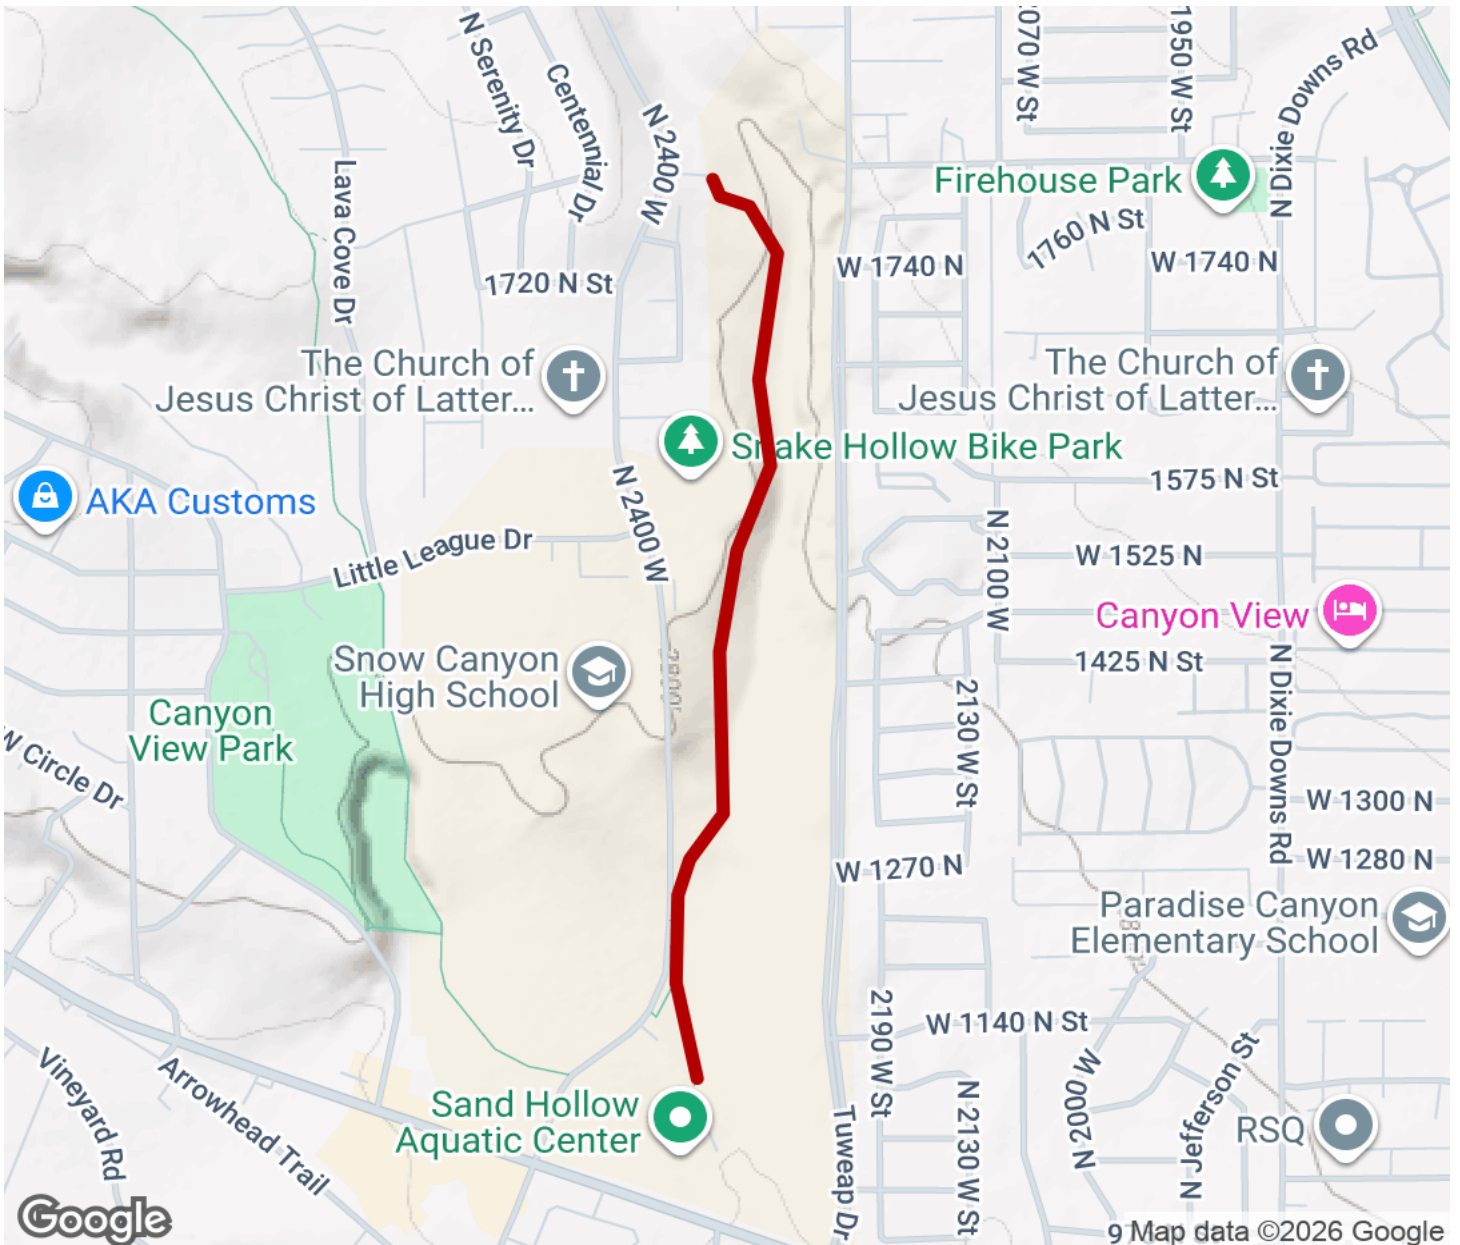 N Serenity Dr
Centennial Dr
N 2400 W
2070 W St
1950 W St
N Dixie Downs Rd
Lava Cove Dr
Firehouse Park
N Dixie Downs Rd
1760 N St
W 1740 N
W 1740 N
1720 N St
The Church of
Jesus Christ of Latter...
The Church of
Jesus Christ of Latter...
Snake Hollow Bike Park
AKA Customs
N 2400 W
1575 N St
Little League Dr
N 2100 W
W 1525 N
Canyon View
Snow Canyon
High School
1425 N St
N Dixie Downs Rd
2130 W St
Canyon
View Park
W Circle Dr
W 1300 N
W 1270 N
W 1280 N
Paradise Canyon
Elementary School
2190 W St
W 1140 N St
Vineyard Rd
Arrowhead Trail
Sand Hollow
Aquatic Center
Tuweap Dr
N 2130 W St
N 2000 W
N Jefferson St
RSQ
Google
Map data ©2026 Google